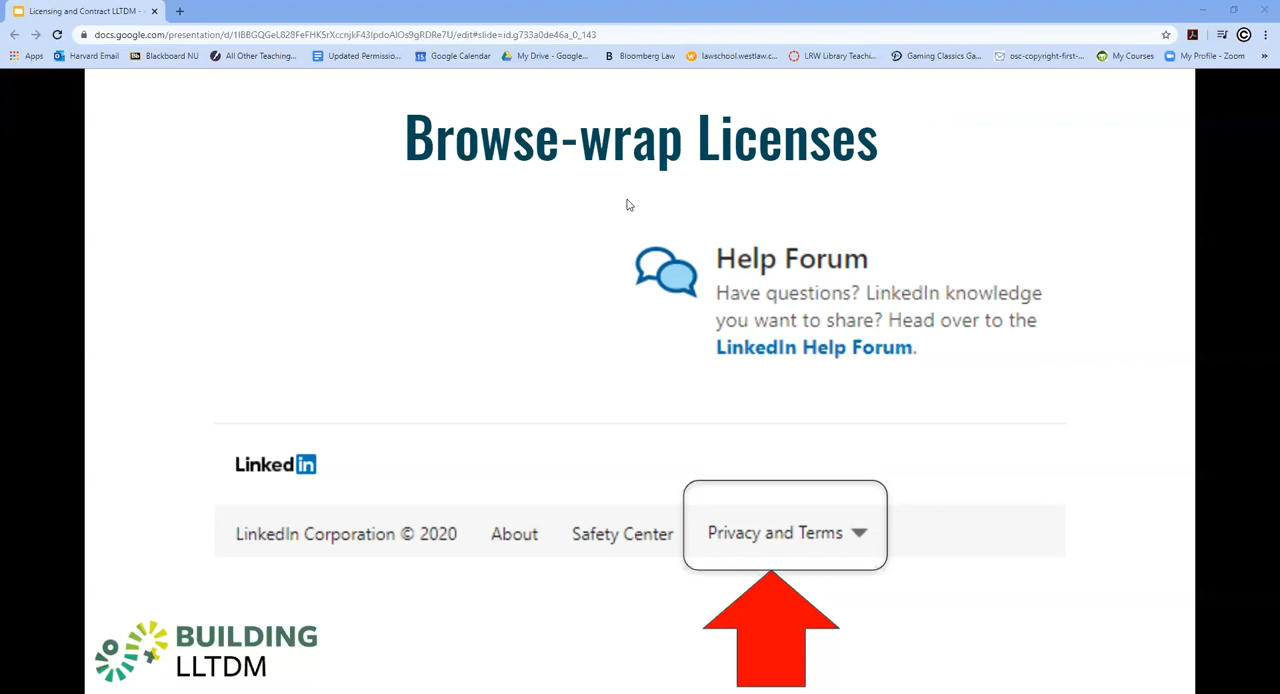 Licensing and Contract LLTDM -
docs.google.com/presentation/d/1IBBGQGeL828FeFHK5rXccnjkF43IpdoAIOs9gRDRe7U/edit#slide=id.g733a0de46a_0_143
Apps Harvard Email Blackboard NU All Other Teaching... Updated Permissio... Google Calendar My Drive - Google... Bloomberg Law lawschool.westlaw.c... LRW Library Teachi... Gaming Classics Ga... osc-copyright-first-... My Courses My Profile - Zoom »
Browse-wrap Licenses
Help Forum
Have questions? LinkedIn knowledge
you want to share? Head over to the
LinkedIn Help Forum.
Linked in
LinkedIn Corporation © 2020 About Safety Center Privacy and Terms
BUILDING
LLTDM